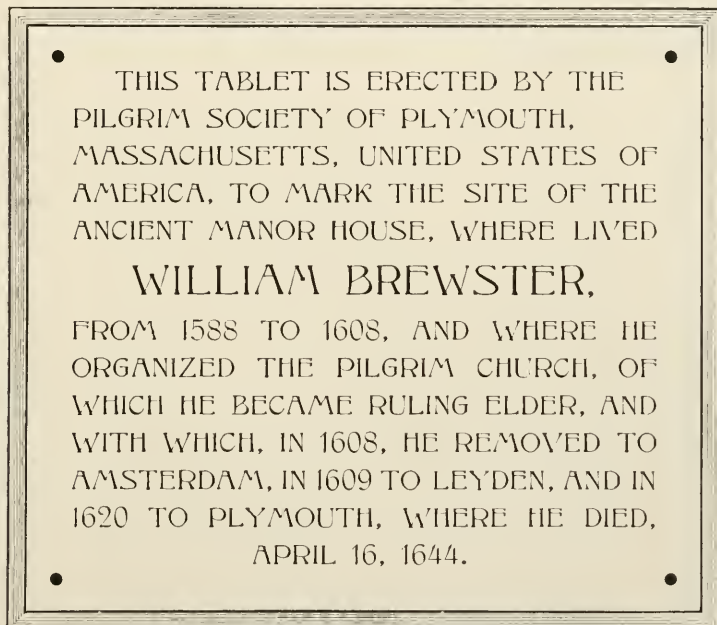 THIS TABLET IS ERECTED BY THE
PILGRIM SOCIETY OF PLYMOUTH,
MASSACHUSETTS, UNITED STATES OF
AMERICA, TO MARK THE SITE OF THE
ANCIENT MANOR HOUSE, WHERE LIVED
WILLIAM BREWSTER,
FROM 1588 TO 1608, AND WHERE HE
ORGANIZED THE PILGRIM CHURCH, OF
WHICH HE BECAME RULING ELDER, AND
WITH WHICH, IN 1608, HE REMOVED TO
AMSTERDAM, IN 1609 TO LEYDEN, AND IN
1620 TO PLYMOUTH, WHERE HE DIED,
APRIL 16, 1644.